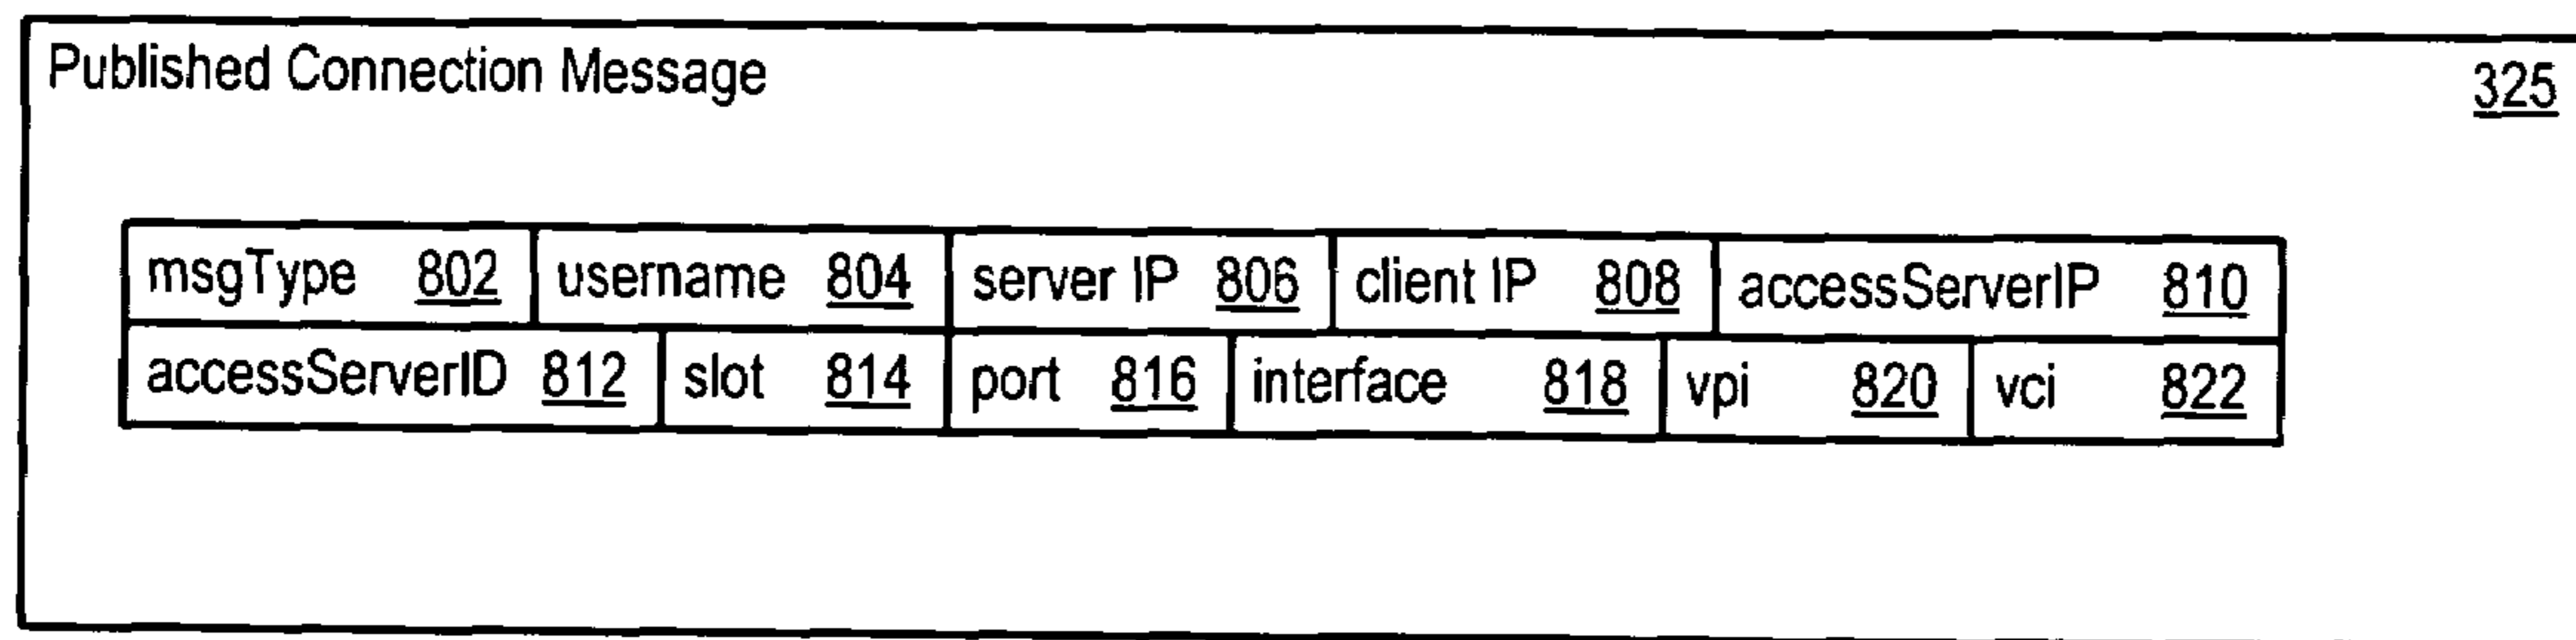 Published Connection Message 325
msgType 802 username 804 server IP 806 client IP 808 accessServerIP 810
accessServerID 812 slot 814 port 816 interface 818 vpi 820 vci 822